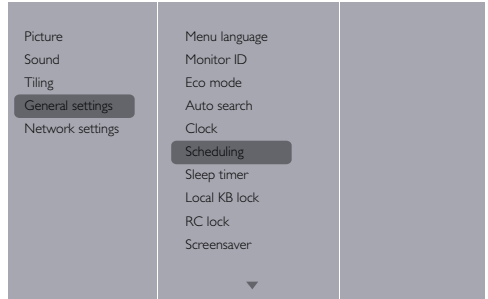 Picture
Sound
Tiling
General settings
Network settings
Menu language
Monitor ID
Eco mode
Auto search
Clock
Scheduling
Sleep timer
Local KB lock
RC lock
Screensaver